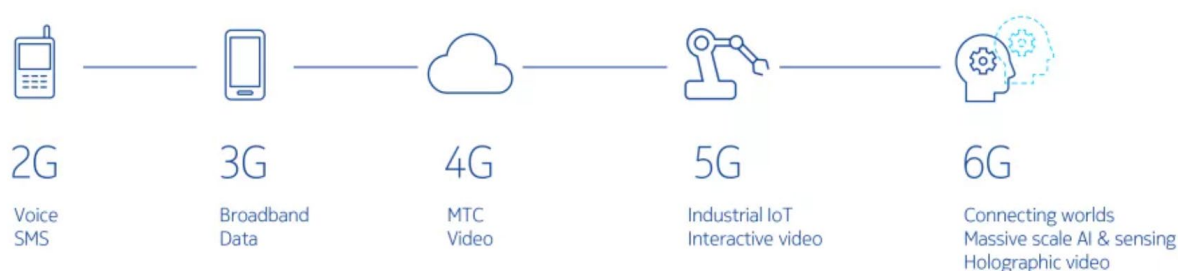 2G
Voice
SMS
3G
Broadband
Data
4G
MTC
Video
5G
Industrial IoT
Interactive video
6G
Connecting worlds
Massive scale AI & sensing
Holographic video